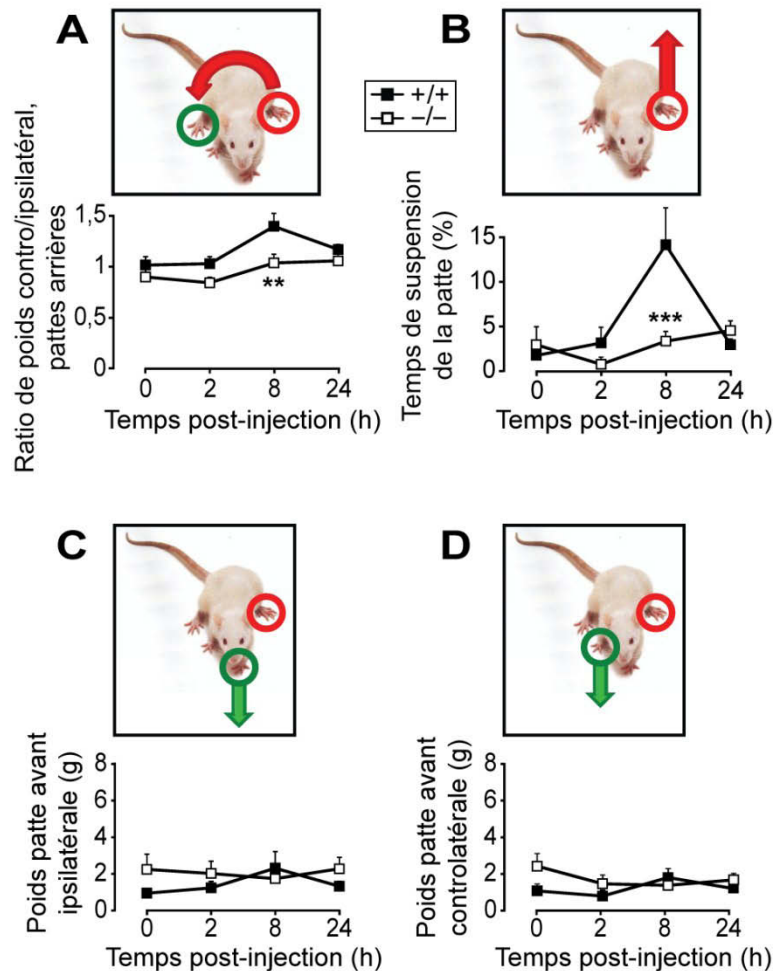 A
B
+/+
−/−
Ratio de poids contro/ipsilatéral,
pattes arrières
1,5
1
0,5
0
**
0 2 8 24
Temps post-injection (h)
Temps de suspension
de la patte (%)
15
10
5
0
***
0 2 8 24
Temps post-injection (h)
C
D
Poids patte avant
ipsilatérale (g)
8
6
4
2
0
0 2 8 24
Temps post-injection (h)
Poids patte avant
controlatérale (g)
8
6
4
2
0
0 2 8 24
Temps post-injection (h)